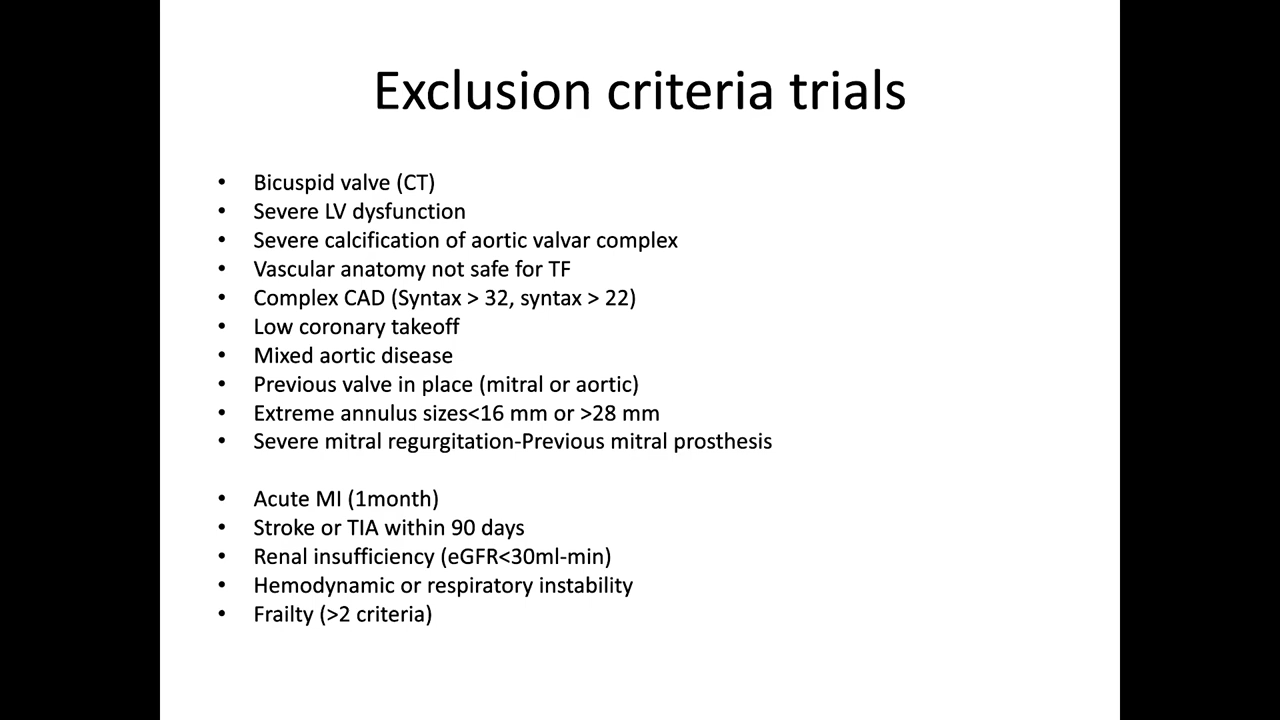 Exclusion criteria trials
• Bicuspid valve (CT)
• Severe LV dysfunction
• Severe calcification of aortic valvar complex
• Vascular anatomy not safe for TF
• Complex CAD (Syntax > 32, syntax > 22)
• Low coronary takeoff
• Mixed aortic disease
• Previous valve in place (mitral or aortic)
• Extreme annulus sizes<16 mm or >28 mm
• Severe mitral regurgitation-Previous mitral prosthesis
• Acute MI (1month)
• Stroke or TIA within 90 days
• Renal insufficiency (eGFR<30ml-min)
• Hemodynamic or respiratory instability
• Frailty (>2 criteria)